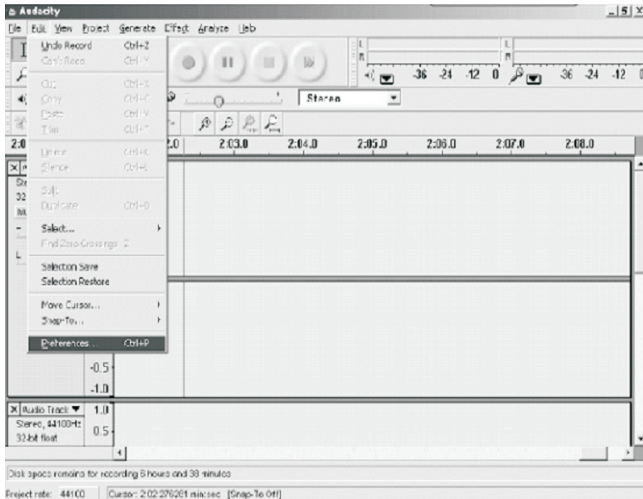 Audacity
File Edit View Project Generate Effect Analyze Help
Undo Record Ctrl+Z
Ctrl+Y
Cut Ctrl+X
Copy Ctrl+C
Paste Ctrl+V
Trim Ctrl+T
Delete Ctrl+K
Silence Ctrl+L
Split
Duplicate Ctrl+D
Select...
Find Zero Crossings Z
Selection Save
Selection Restore
Move Cursor...
Snap-To...
Preferences... Ctrl+P
L L
R R
-36 -24 -12 0 -36 -24 -12 0
Stereo
2:03.0 2:04.0 2:05.0 2:06.0 2:07.0 2:08.0
-0.5
-1.0
Audio Track 1.0
Stereo, 44100Hz
32-bit float
0.5
Disk space remains for recording 6 hours and 38 minutes
Project rate: 44100 Cursor: 2:02.276281 min:sec [Snap-To Off]